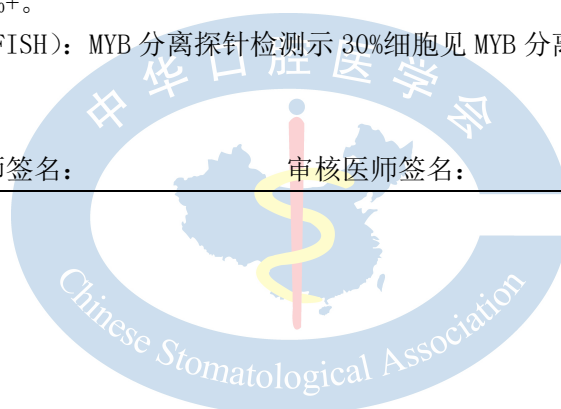 %+。
FISH): MYB 分离探针检测示 30%细胞见 MYB 分离
中华口腔医学会
师签名: 审核医师签名:
Chinese Stomatological Association